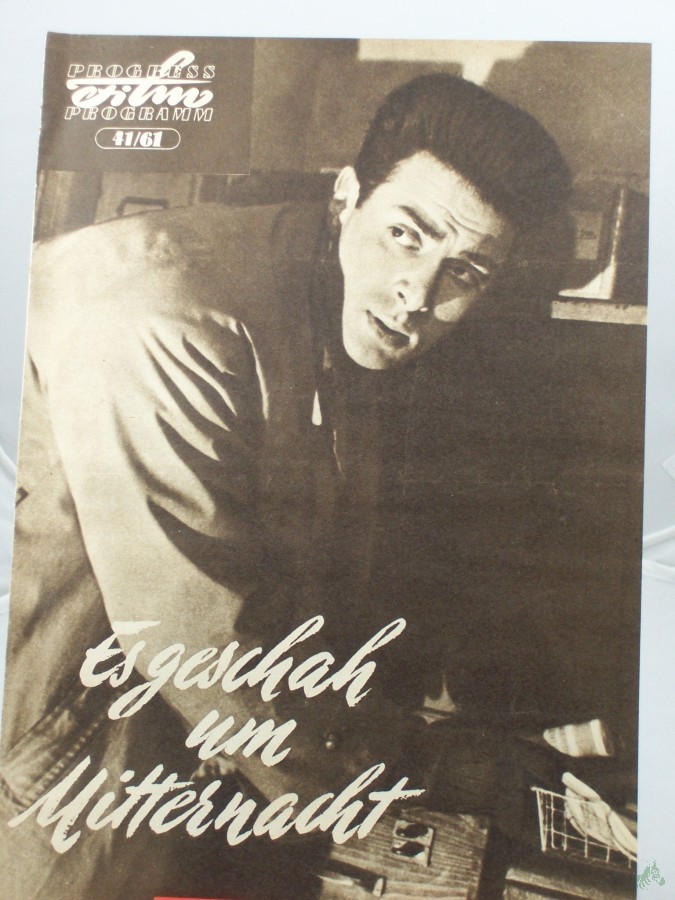 PROGRESS
Film
PROGRAMM
41/61
Es geschah
um
Mitternacht